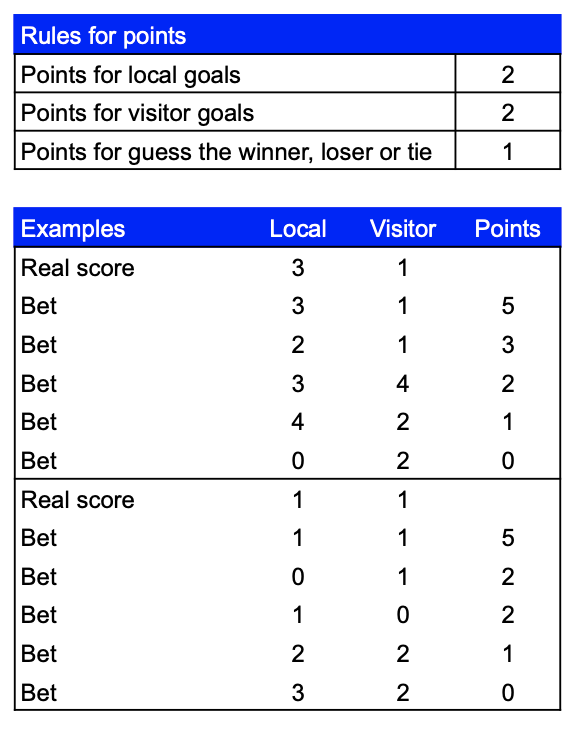 Rules for points
Points for local goals 2
Points for visitor goals 2
Points for guess the winner, loser or tie 1
Examples Local Visitor Points
Real score 3 1
Bet 3 1 5
Bet 2 1 3
Bet 3 4 2
Bet 4 2 1
Bet 0 2 0
Real score 1 1
Bet 1 1 5
Bet 0 1 2
Bet 1 0 2
Bet 2 2 1
Bet 3 2 0